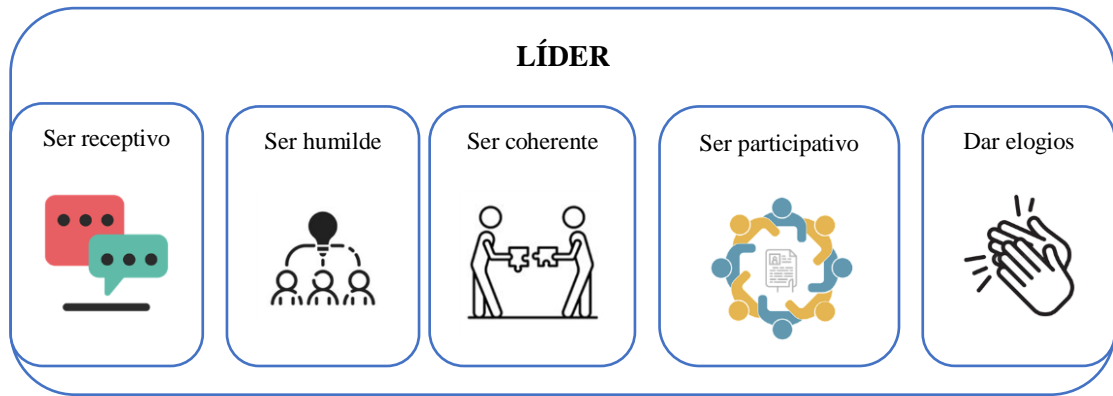 LÍDER
Ser receptivo
Ser humilde
Ser coherente
Ser participativo
Dar elogios